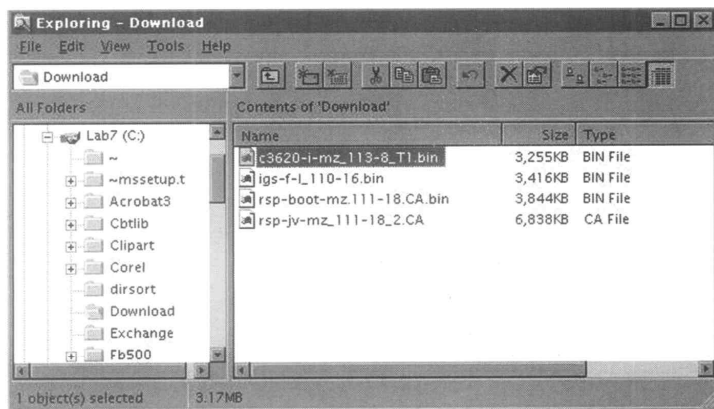 Exploring - Download
File Edit View Tools Help
Download
All Folders
Contents of 'Download'
Lab7 (C:)
~
~mssetup.t
Acrobat3
Cbtlib
Clipart
Corel
dirsort
Download
Exchange
Fb500
Name Size Type
c3620-i-mz_113-8_T1.bin 3,255KB BIN File
igs-f-l_110-16.bin 3,416KB BIN File
rsp-boot-mz.111-18.CA.bin 3,844KB BIN File
rsp-jv-mz_111-18_2.CA 6,838KB CA File
1 object(s) selected 3.17MB